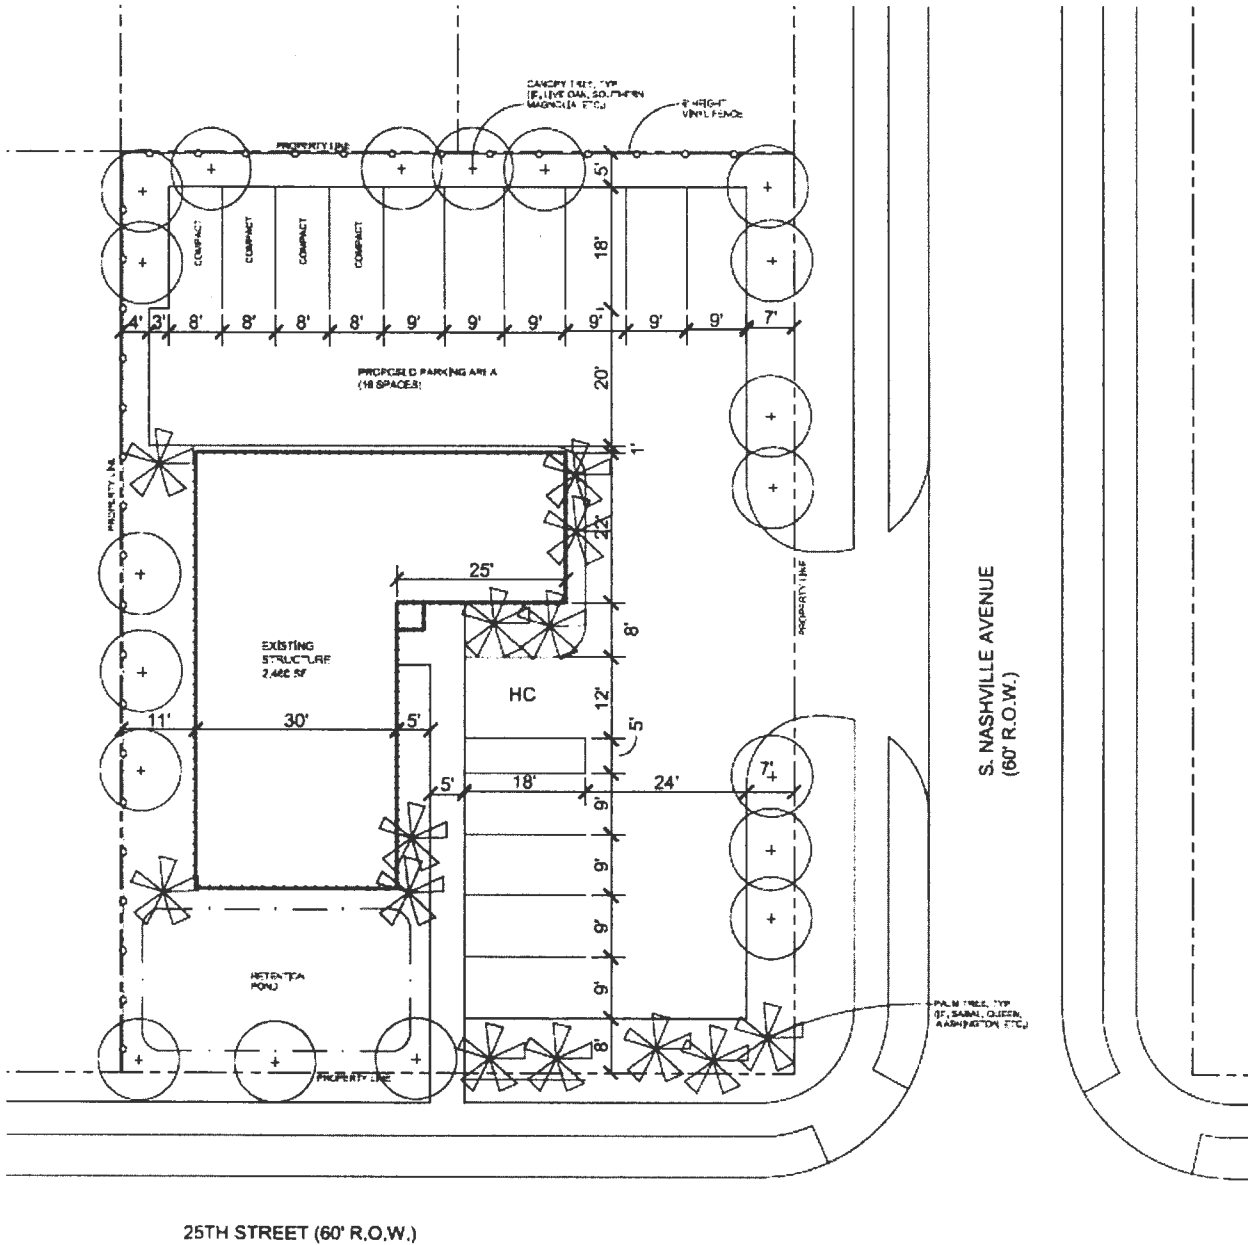 CANOPY TREE, TYP
(IE, LIVE OAK, SOUTHERN
MAGNOLIA, ETC.)
6' HEIGHT
VINYL FENCE
PROPERTY LINE
5'
COMPACT
COMPACT
COMPACT
COMPACT
18'
4'
3'
8'
8'
8'
8'
9'
9'
9'
9'
9'
9'
7'
PROPOSED PARKING AREA
(18 SPACES)
20'
1'
PROPERTY LINE
22'
25'
PROPERTY LINE
8'
EXISTING
STRUCTURE
2,460 SF
HC
12'
S. NASHVILLE AVENUE
(60' R.O.W.)
11'
30'
5'
5'
5'
18'
24'
7'
9'
9'
9'
9'
RETENTION
POND
PALM TREE, TYP
(IE, SABAL, QUEEN,
WASHINGTON, ETC.)
8'
PROPERTY LINE
25TH STREET (60' R.O.W.)